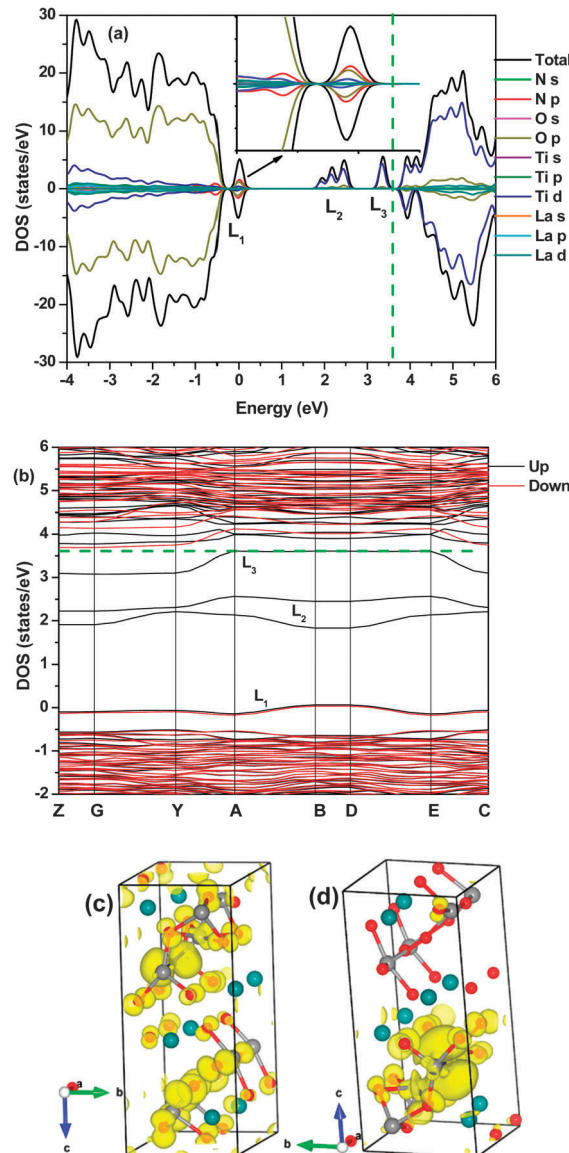 (a)
30
20
10
0
-10
-20
-30
DOS (states/eV)
L1
L2
L3
-4 -3 -2 -1 0 1 2 3 4 5 6
Energy (eV)
Total
N s
N p
O s
O p
Ti s
Ti p
Ti d
La s
La p
La d
(b)
6
5
4
3
2
1
0
-1
-2
DOS (states/eV)
L3
L2
L1
Z G Y A B D E C
Up
Down
(c)
a
b
c
(d)
c
b
a